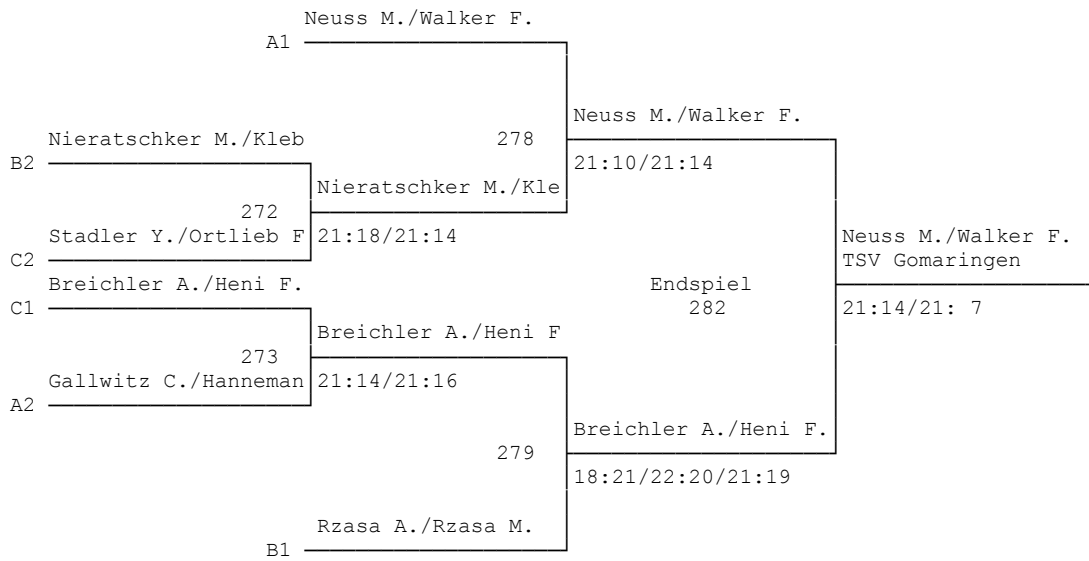 Neuss M./Walker F.
A1
Neuss M./Walker F.
Nieratschker M./Kleb 278
B2 21:10/21:14
Nieratschker M./Kle
272
Stadler Y./Ortlieb F 21:18/21:14 Neuss M./Walker F.
C2 TSV Gomaringen
Breichler A./Heni F. Endspiel
C1 282 21:14/21: 7
Breichler A./Heni F
273
Gallwitz C./Hanneman 21:14/21:16
A2
Breichler A./Heni F.
279
18:21/22:20/21:19
Rzasa A./Rzasa M.
B1